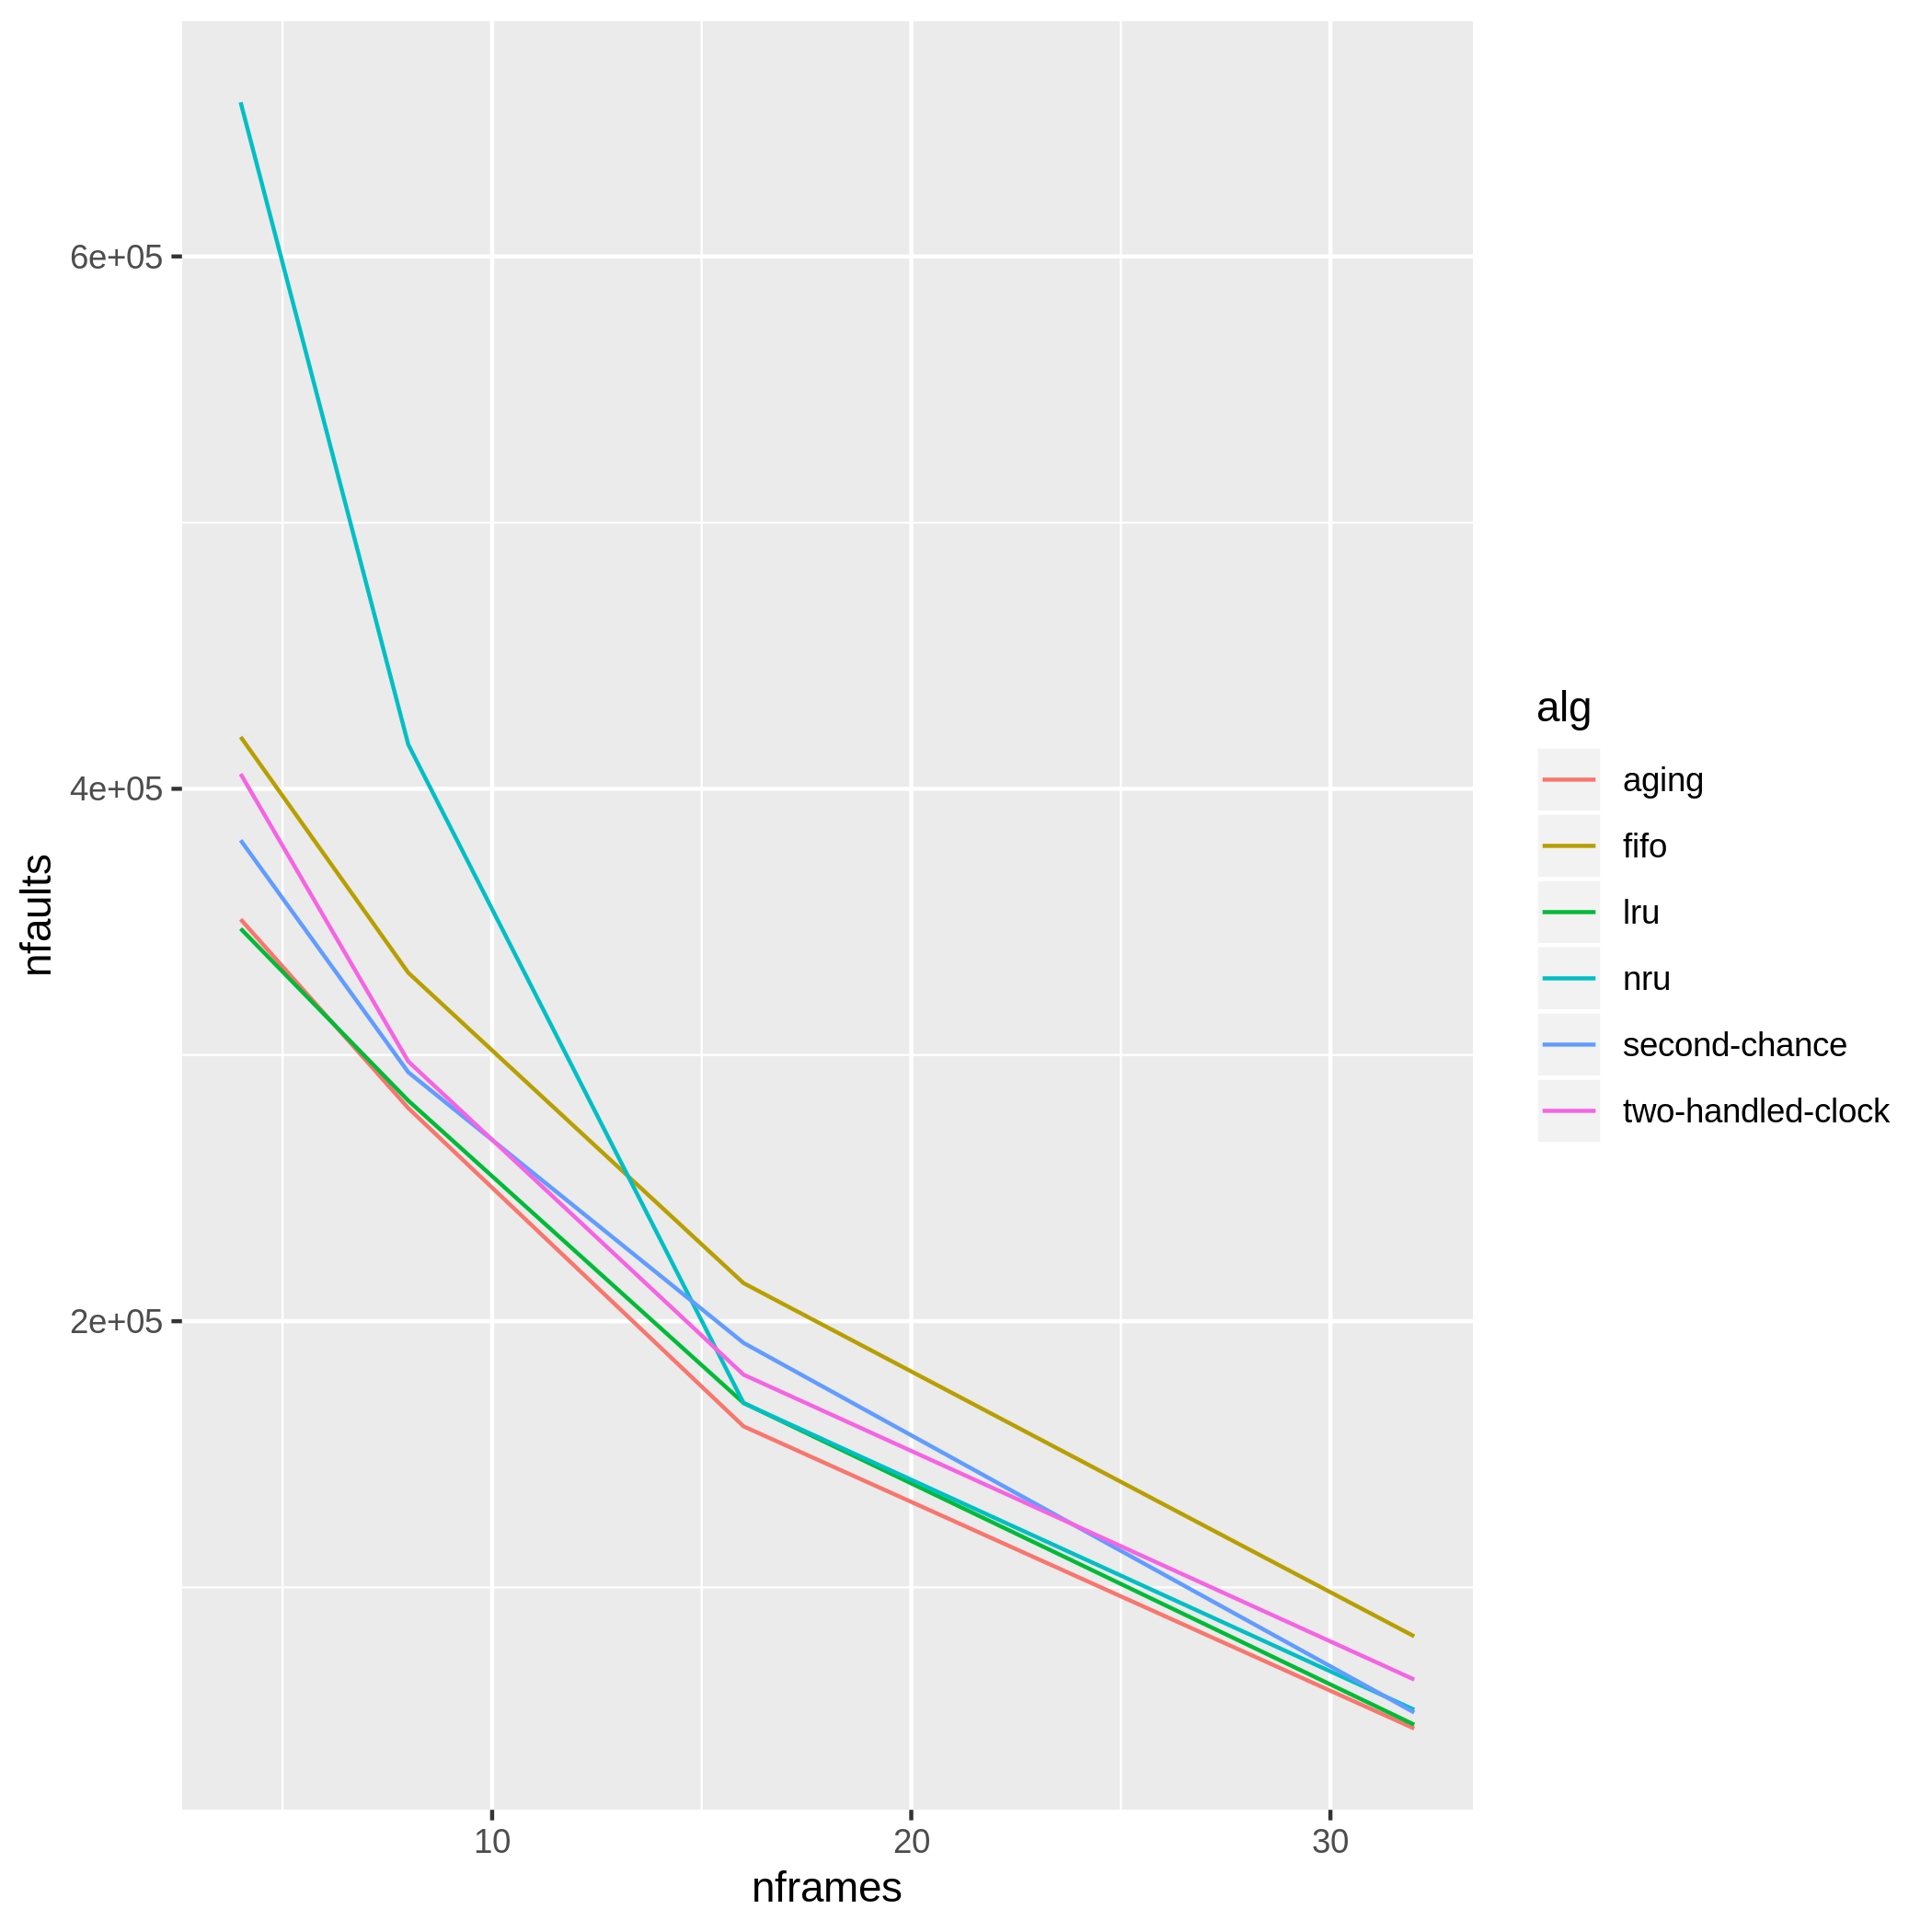 6e+05
4e+05
2e+05
nfaults
10
20
30
nframes
alg
aging
fifo
lru
nru
second-chance
two-handled-clock